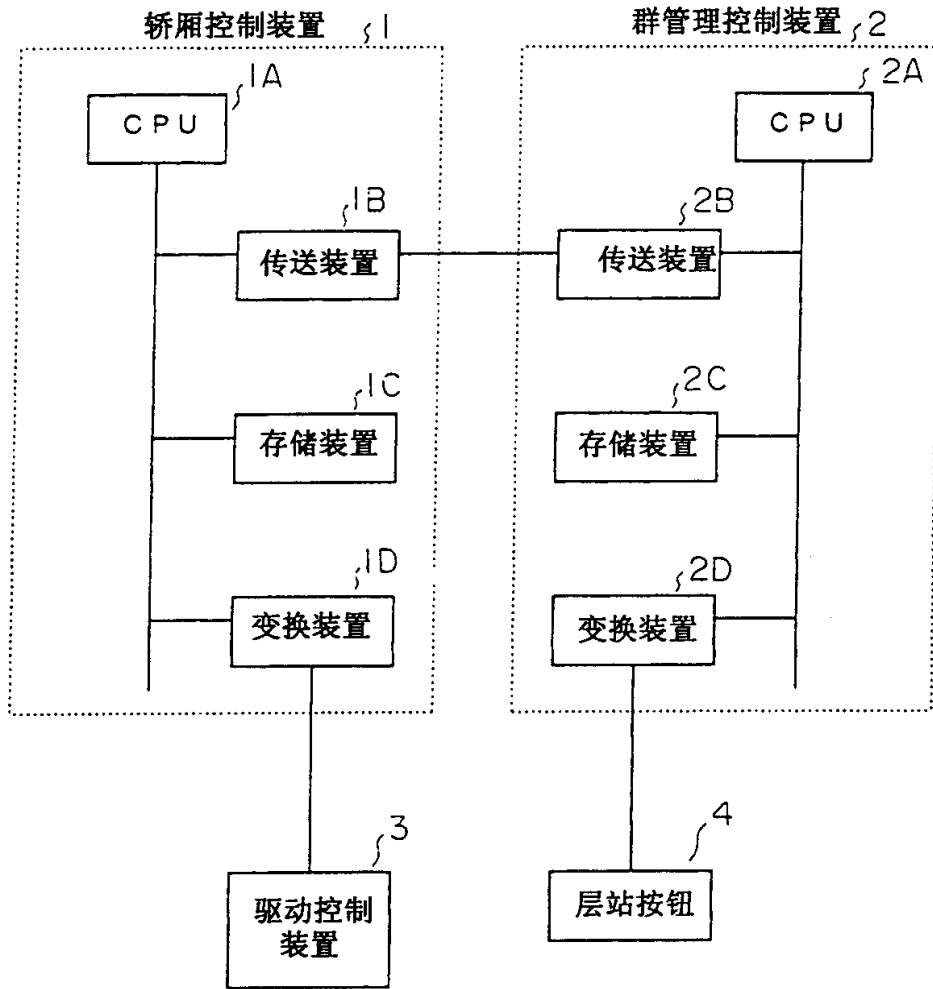 轿厢控制装置 1
群管理控制装置 2
1A
CPU
2A
CPU
1B
传送装置
2B
传送装置
1C
存储装置
2C
存储装置
1D
变换装置
2D
变换装置
3
驱动控制
装置
4
层站按钮